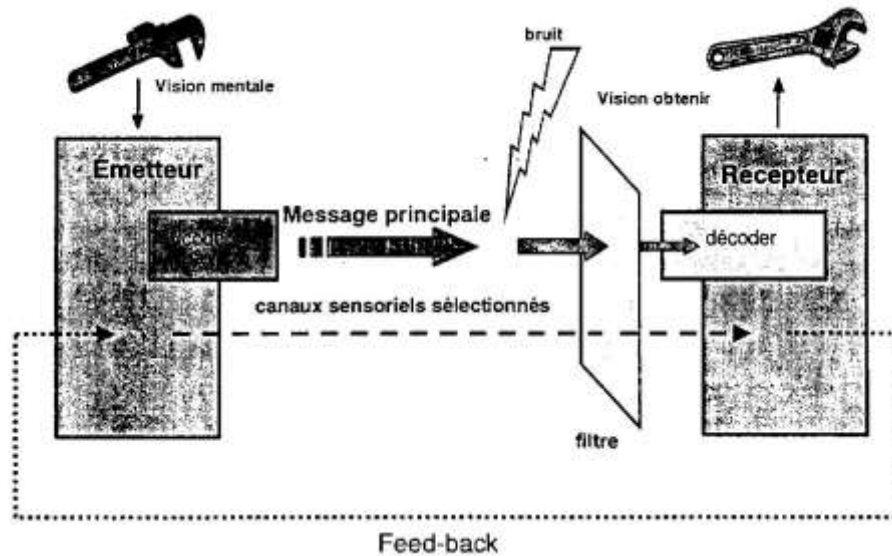 bruit
Vision mentale
Vision obtenir
Émetteur
Récepteur
Message principale
décoder
canaux sensoriels sélectionnés
filtre
Feed-back